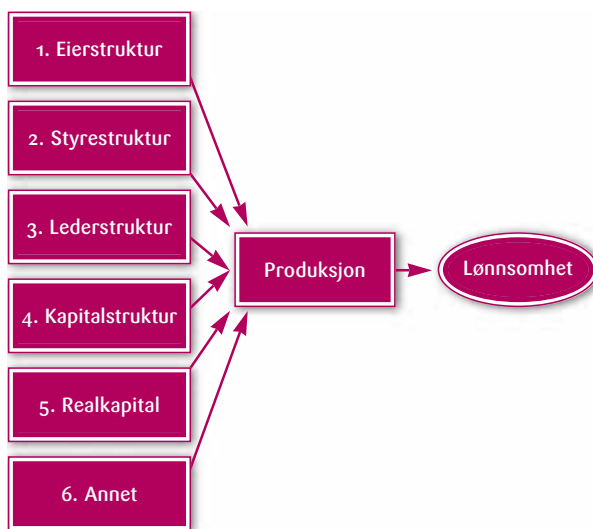 1. Eierstruktur
2. Styrestruktur
3. Lederstruktur
4. Kapitalstruktur
5. Realkapital
6. Annet
Produksjon
Lønnsomhet